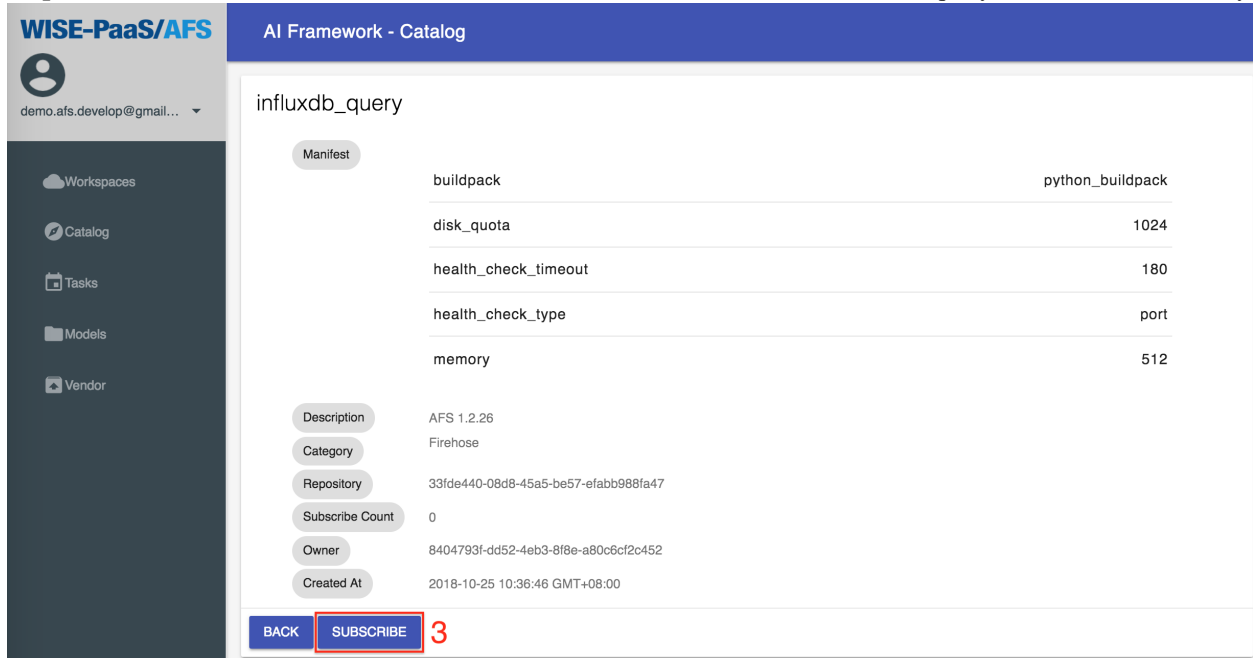 WISE-PaaS/AFS
demo.afs.develop@gmail...
Workspaces
Catalog
Tasks
Models
Vendor
AI Framework - Catalog
influxdb_query
Manifest
buildpack python_buildpack
disk_quota 1024
health_check_timeout 180
health_check_type port
memory 512
Description AFS 1.2.26
Category Firehose
Repository 33fde440-08d8-45a5-be57-efabb988fa47
Subscribe Count 0
Owner 8404793f-dd52-4eb3-8f8e-a80c6cf2c452
Created At 2018-10-25 10:36:46 GMT+08:00
BACK SUBSCRIBE 3